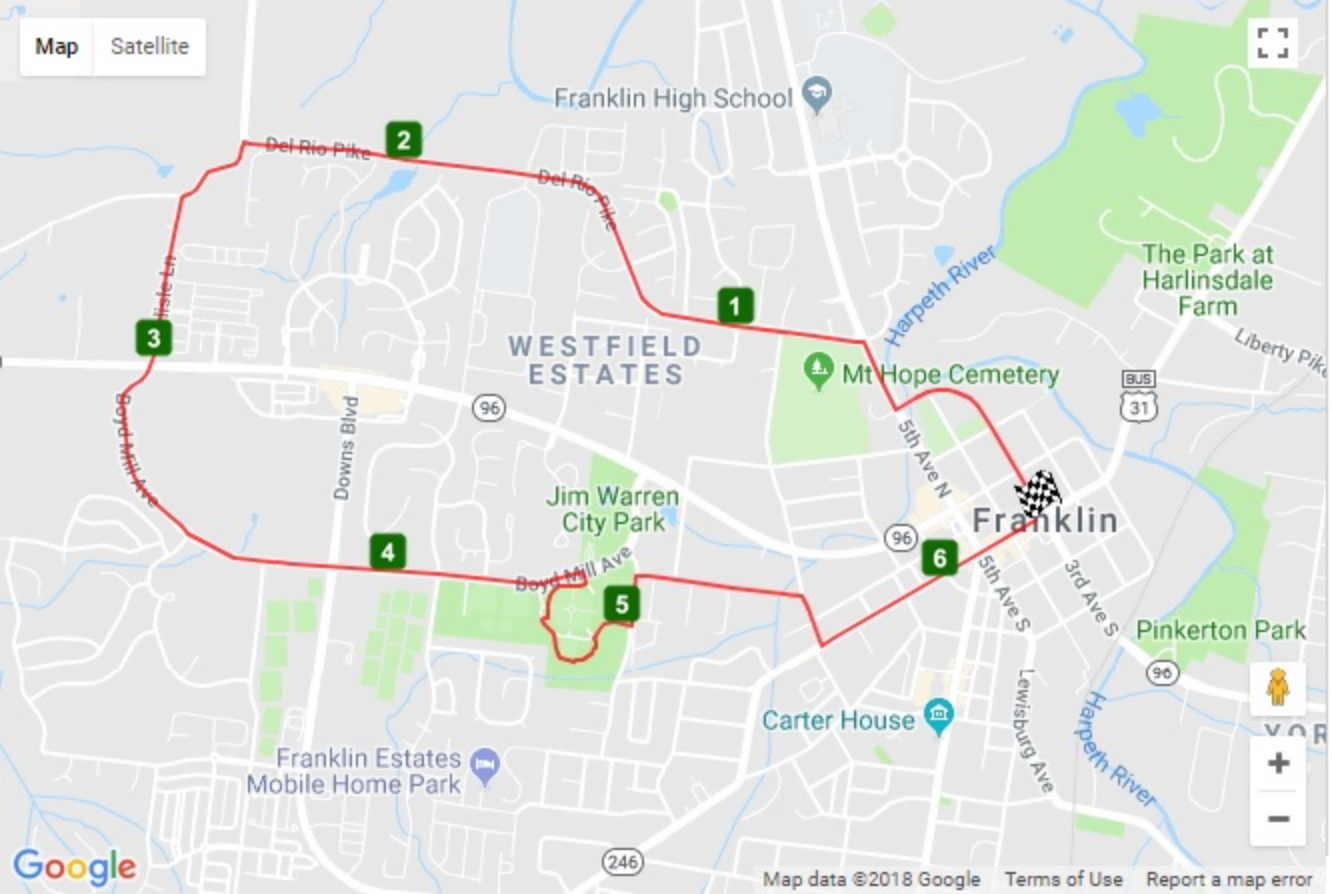 Map Satellite
Franklin High School
2
Del Rio Pike
Del Rio Pike
The Park at
Harlinsdale
Farm
Harpeth River
1
3
WESTFIELD
ESTATES
Liberty Pike
Mt Hope Cemetery
BUS
31
96
Boyd Mill Ave
Downs Blvd
5th Ave N
Jim Warren
City Park
Franklin
96
4
6
Boyd Mill Ave
5
5th Ave S
3rd Ave S
Pinkerton Park
96
Lewisburg Ave
Carter House
Harpeth River
YOR
Franklin Estates
Mobile Home Park
+
−
246
Google
Map data ©2018 Google Terms of Use Report a map error